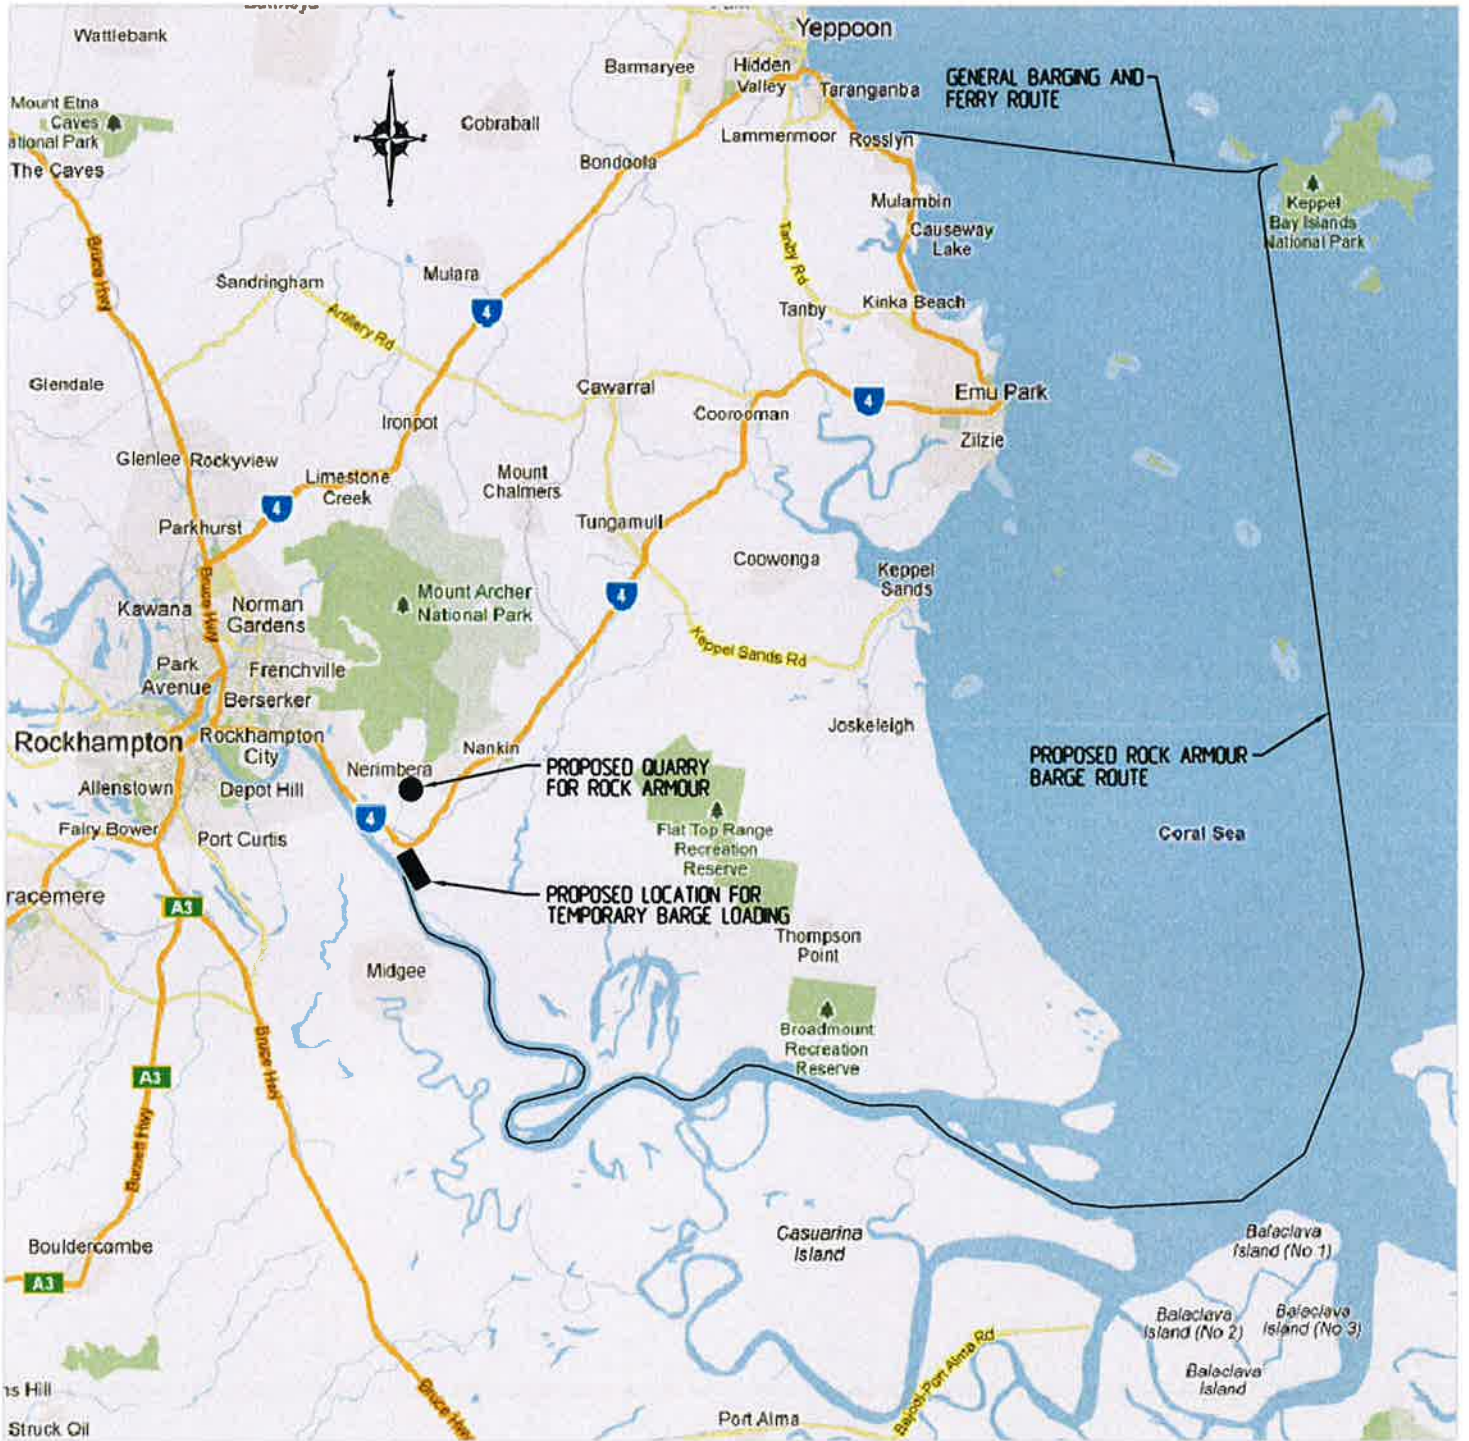 Yeppoon
Wattlebank
Barmaryee
Hidden
Valley
Taranganba
GENERAL BARGING AND
FERRY ROUTE
Mount Etna
Caves
ational Park
The Caves
Cobraball
Lammermoor
Rosslyn
Bondoola
Mulambin
Causeway
Lake
Keppel
Bay Islands
National Park
Bruce Hwy
Sandringham
Mulara
4
Tanby Rd
Tanby
Kinka Beach
Artillery Rd
Glendale
Cawarral
Coorooman
4
Emu Park
Zilzie
Ironpot
Glenlee
Rockyview
Limestone
Creek
Mount
Chalmers
4
Parkhurst
Tungamull
Coowonga
Keppel
Sands
Bruce Hwy
Kawana
Norman
Gardens
Mount Archer
National Park
4
Keppel Sands Rd
Park
Avenue
Frenchville
Berserker
Rockhampton
Rockhampton
City
Joskeleigh
Nankin
Nerimbera
PROPOSED QUARRY
FOR ROCK ARMOUR
PROPOSED ROCK ARMOUR
BARGE ROUTE
Allenstown
Depot Hill
4
Fairy Bower
Port Curtis
Flat Top Range
Recreation
Reserve
Coral Sea
racemere
A3
PROPOSED LOCATION FOR
TEMPORARY BARGE LOADING
Thompson
Point
Midgee
Broadmount
Recreation
Reserve
Bruce Hwy
A3
Burnett Hwy
Casuarina
Island
Balaclava
Island (No 1)
Bouldercombe
A3
Balaclava
Island (No 2)
Balaclava
Island (No 3)
Balaclava
Island
Bajool-Port Alma Rd
ns Hill
Struck Oil
Bruce Hwy
Port Alma